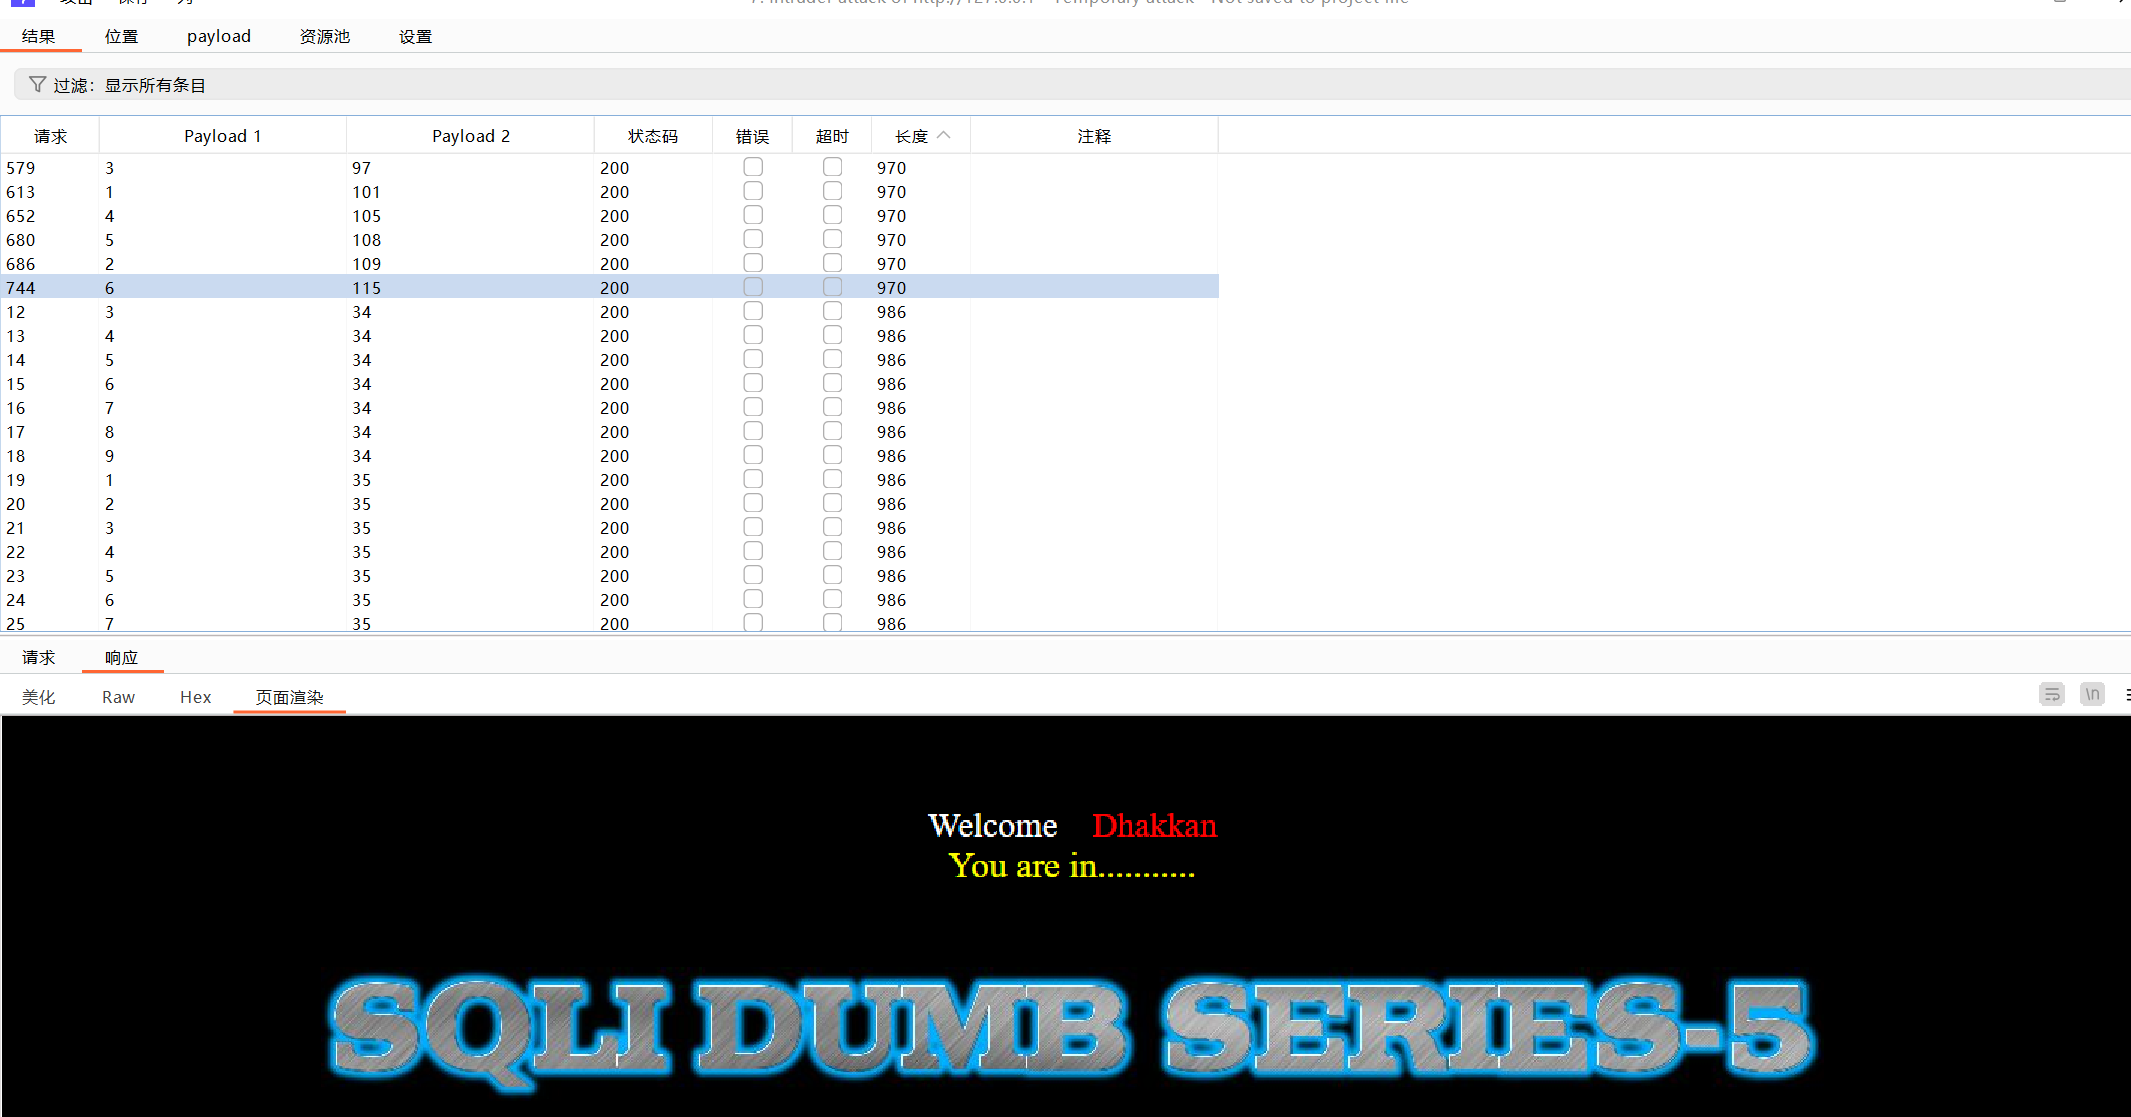 结果 位置 payload 资源池 设置
过滤：显示所有条目
请求 Payload 1 Payload 2 状态码 错误 超时 长度 注释
579 3 97 200 970
613 1 101 200 970
652 4 105 200 970
680 5 108 200 970
686 2 109 200 970
744 6 115 200 970
12 3 34 200 986
13 4 34 200 986
14 5 34 200 986
15 6 34 200 986
16 7 34 200 986
17 8 34 200 986
18 9 34 200 986
19 1 35 200 986
20 2 35 200 986
21 3 35 200 986
22 4 35 200 986
23 5 35 200 986
24 6 35 200 986
25 7 35 200 986
请求 响应
美化 Raw Hex 页面渲染 \n
Welcome Dhakkan
You are in...........
SQLI DUMB SERIES-5